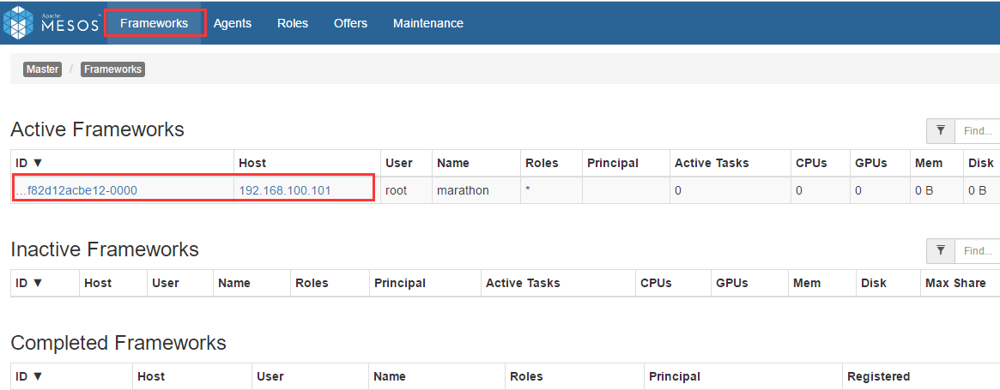 Apache
MESOS Frameworks Agents Roles Offers Maintenance
Master / Frameworks
Active Frameworks Find...
ID ▼ Host User Name Roles Principal Active Tasks CPUs GPUs Mem Disk
…f82d12acbe12-0000 192.168.100.101 root marathon * 0 0 0 0 B 0 B
Inactive Frameworks Find...
ID ▼ Host User Name Roles Principal Active Tasks CPUs GPUs Mem Disk Max Share
Completed Frameworks
ID ▼ Host User Name Roles Principal Registered